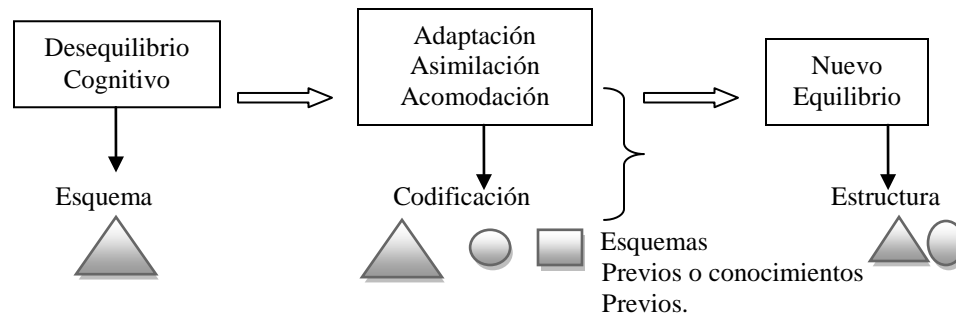 Desequilibrio
Cognitivo
Adaptación
Asimilación
Acomodación
Nuevo
Equilibrio
Esquema
Codificación
Estructura
Esquemas
Previos o conocimientos
Previos.